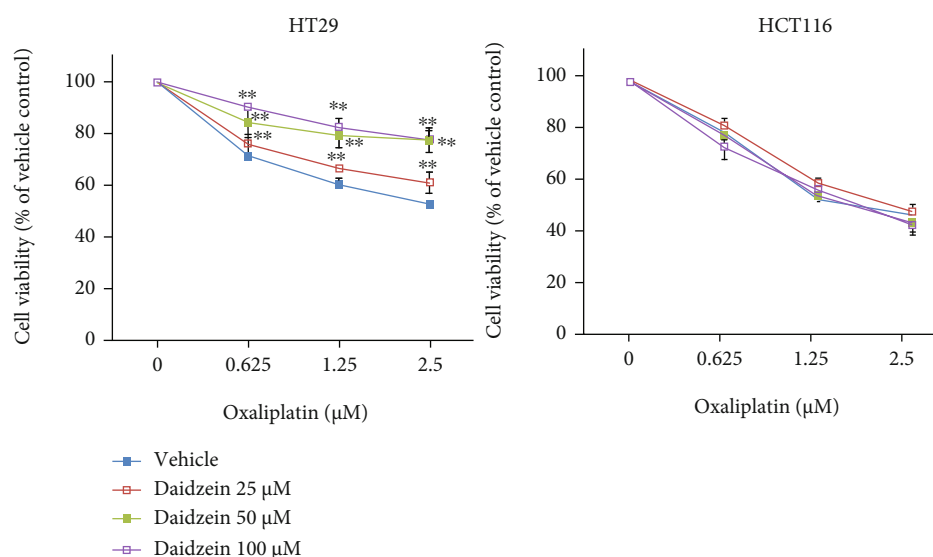 HT29
Cell viability (% of vehicle control)
100
80
60
40
20
0
** ** **
** ** **
** ** **
0 0.625 1.25 2.5
Oxaliplatin (μM)
HCT116
Cell viability (% of vehicle control)
100
80
60
40
20
0
0 0.625 1.25 2.5
Oxaliplatin (μM)
Vehicle
Daidzein 25 μM
Daidzein 50 μM
Daidzein 100 μM